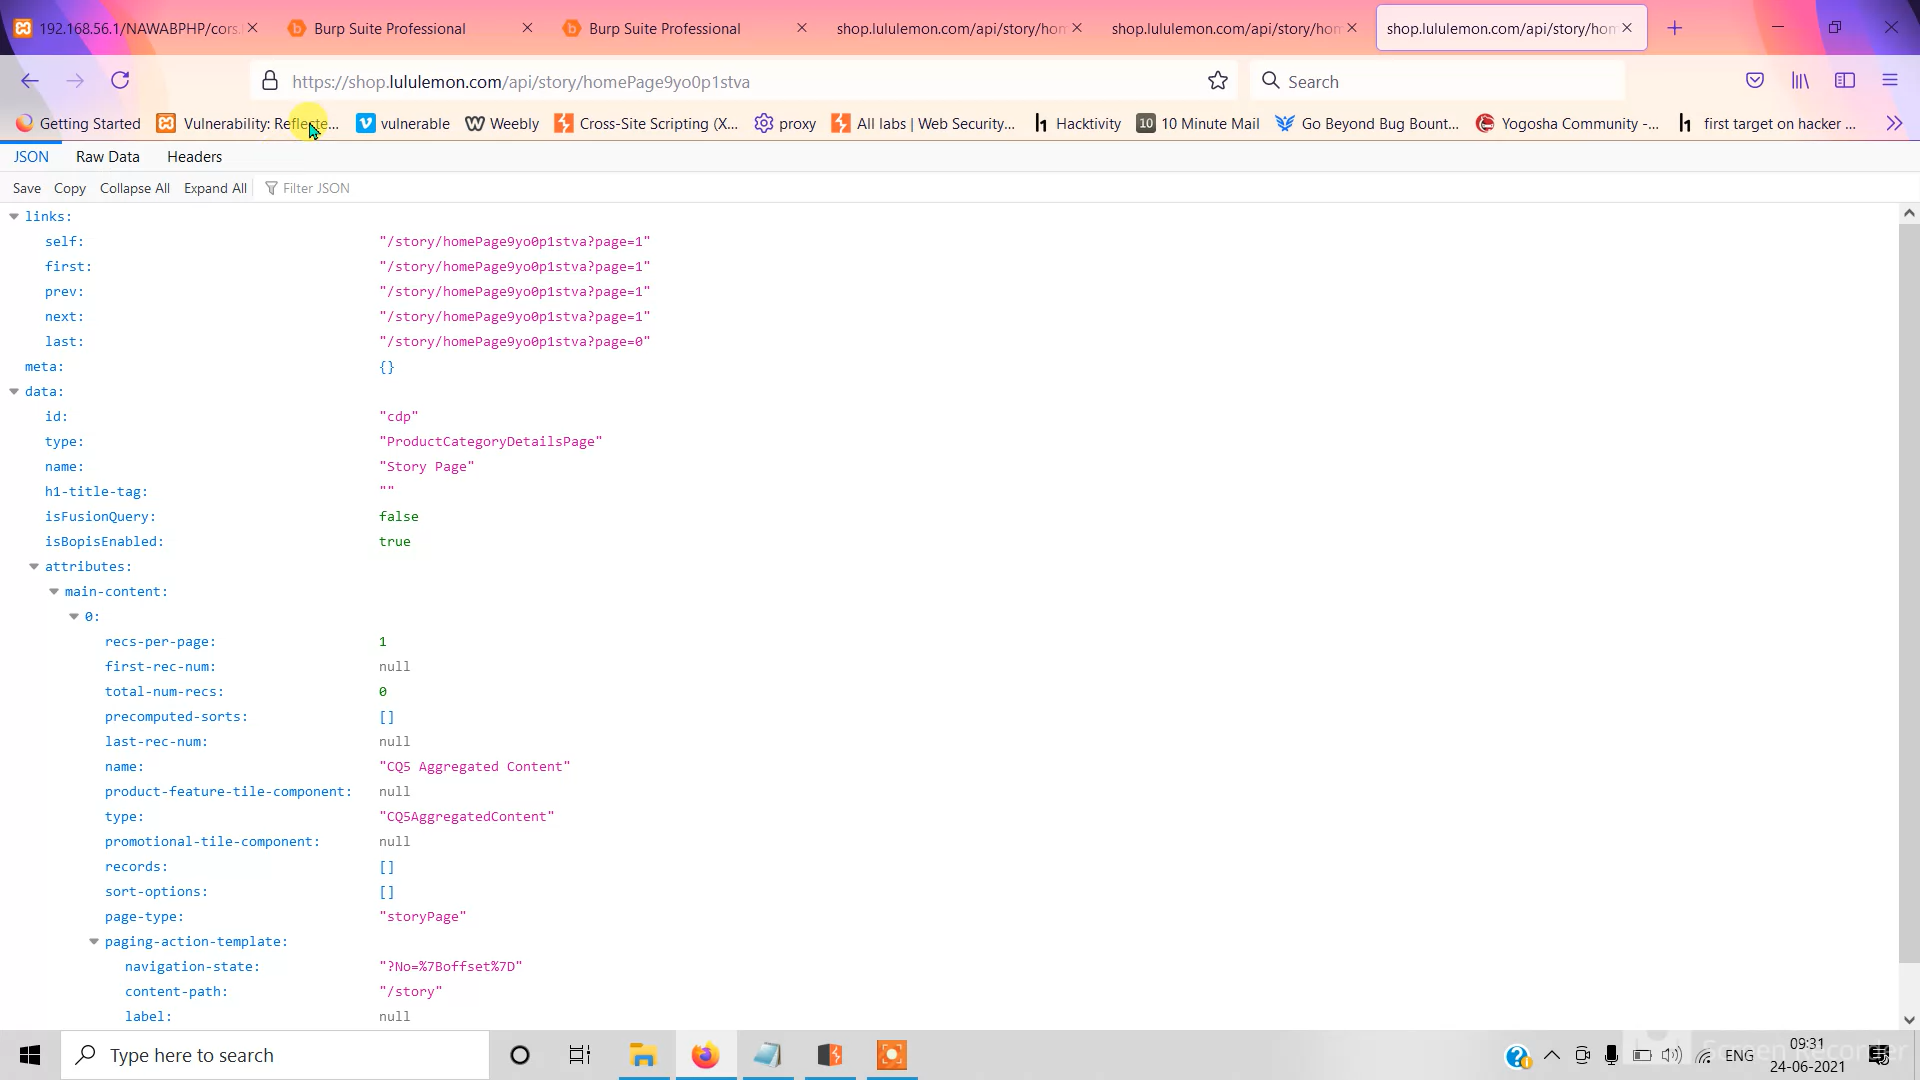 192.168.56.1/NAWABPHP/cors.
Burp Suite Professional
Burp Suite Professional
shop.lululemon.com/api/story/hom
shop.lululemon.com/api/story/hom
shop.lululemon.com/api/story/hom
https://shop.lululemon.com/api/story/homePage9yo0p1stva
Search
Getting Started
Vulnerability: Reflecte...
vulnerable
Weebly
Cross-Site Scripting (X...
proxy
All labs | Web Security...
Hacktivity
10 10 Minute Mail
Go Beyond Bug Bount...
Yogosha Community -...
first target on hacker ...
JSON Raw Data Headers
Save Copy Collapse All Expand All Filter JSON
links:
self: "/story/homePage9yo0p1stva?page=1"
first: "/story/homePage9yo0p1stva?page=1"
prev: "/story/homePage9yo0p1stva?page=1"
next: "/story/homePage9yo0p1stva?page=1"
last: "/story/homePage9yo0p1stva?page=0"
meta: {}
data:
id: "cdp"
type: "ProductCategoryDetailsPage"
name: "Story Page"
h1-title-tag: ""
isFusionQuery: false
isBopisEnabled: true
attributes:
main-content:
0:
recs-per-page: 1
first-rec-num: null
total-num-recs: 0
precomputed-sorts: []
last-rec-num: null
name: "CQ5 Aggregated Content"
product-feature-tile-component: null
type: "CQ5AggregatedContent"
promotional-tile-component: null
records: []
sort-options: []
page-type: "storyPage"
paging-action-template:
navigation-state: "?No=%7Boffset%7D"
content-path: "/story"
label: null
Type here to search
ENG
09:31
24-06-2021